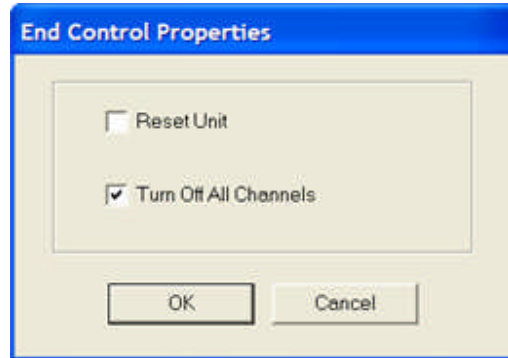 End Control Properties
Reset Unit
Turn Off All Channels
OK Cancel